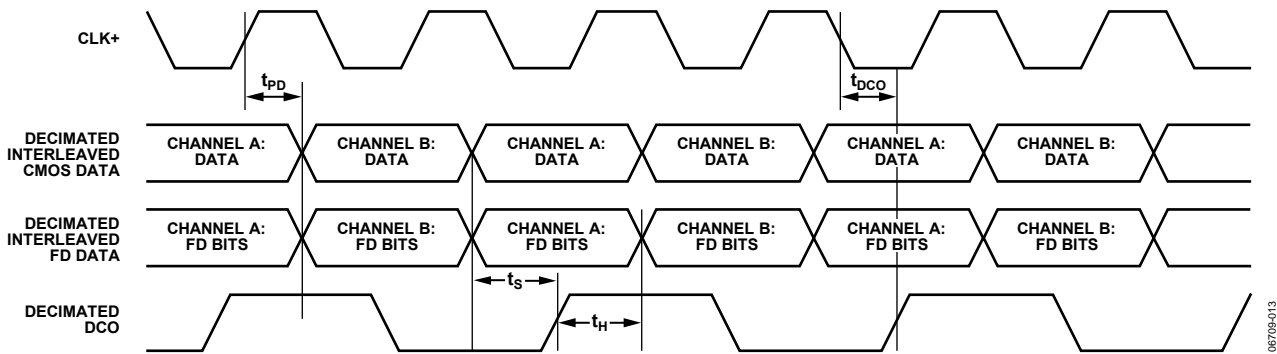 CLK+
tPD
tDCO
DECIMATED
INTERLEAVED
CMOS DATA
CHANNEL A:
DATA
CHANNEL B:
DATA
CHANNEL A:
DATA
CHANNEL B:
DATA
CHANNEL A:
DATA
CHANNEL B:
DATA
DECIMATED
INTERLEAVED
FD DATA
CHANNEL A:
FD BITS
CHANNEL B:
FD BITS
CHANNEL A:
FD BITS
CHANNEL B:
FD BITS
CHANNEL A:
FD BITS
CHANNEL B:
FD BITS
tS
tH
DECIMATED
DCO
06709-013